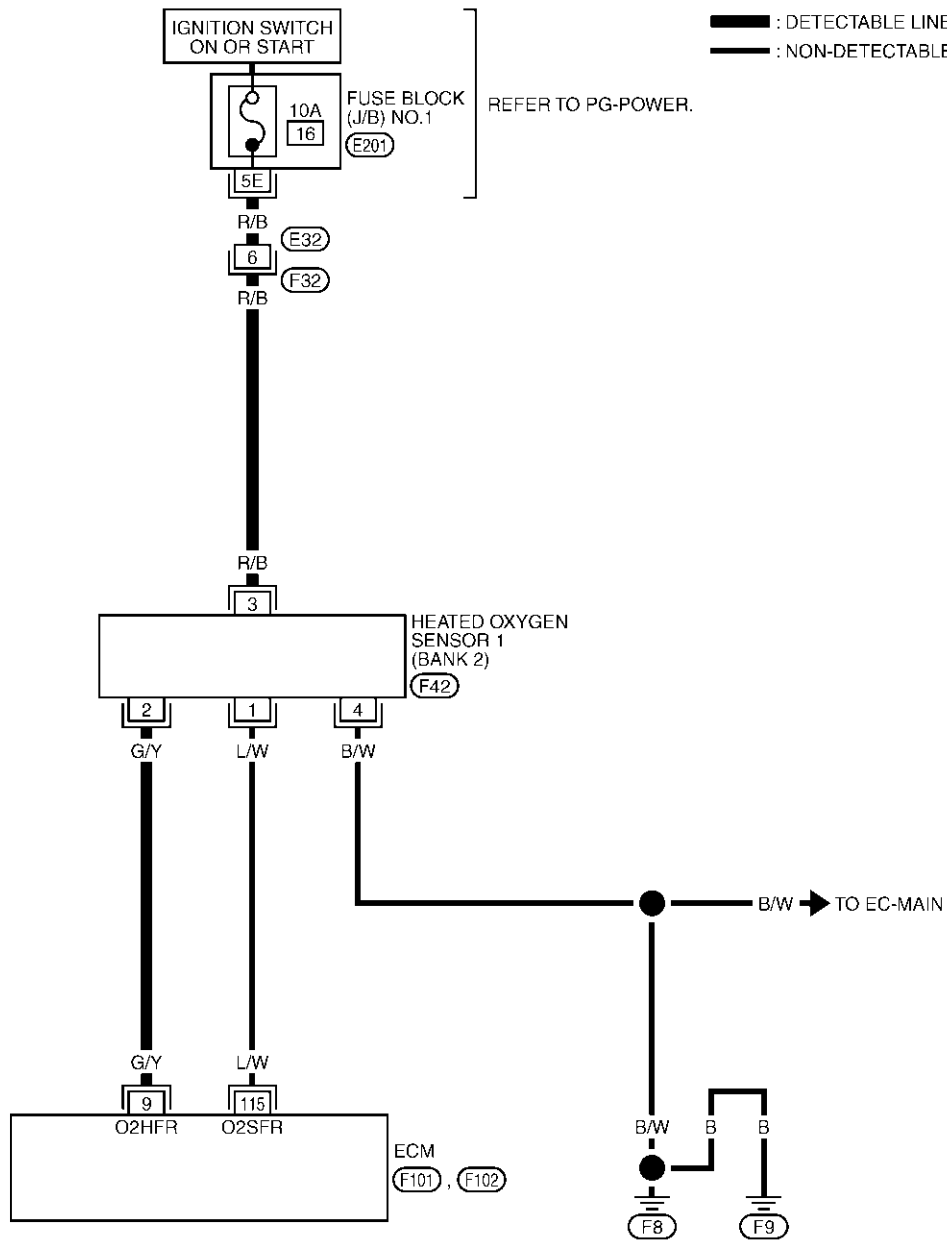 IGNITION SWITCH
ON OR START
: DETECTABLE LINE
: NON-DETECTABLE
10A
16
FUSE BLOCK
(J/B) NO.1
E201
REFER TO PG-POWER.
5E
R/B
E32
6
F32
R/B
R/B
3
HEATED OXYGEN
SENSOR 1
(BANK 2)
F42
2 1 4
G/Y L/W B/W
B/W TO EC-MAIN
G/Y L/W
9 115
O2HFR O2SFR
B/W B B
ECM
F101 , F102
F8 F9